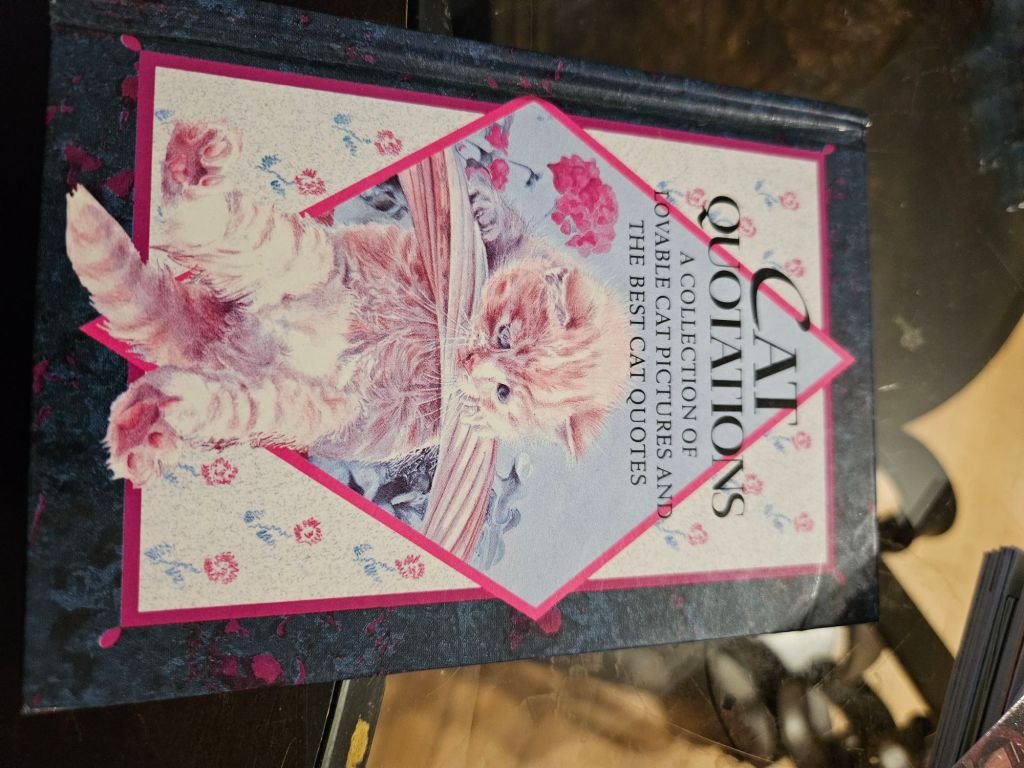 CAT
QUOTATIONS
A COLLECTION OF
LOVABLE CAT PICTURES AND
THE BEST CAT QUOTES